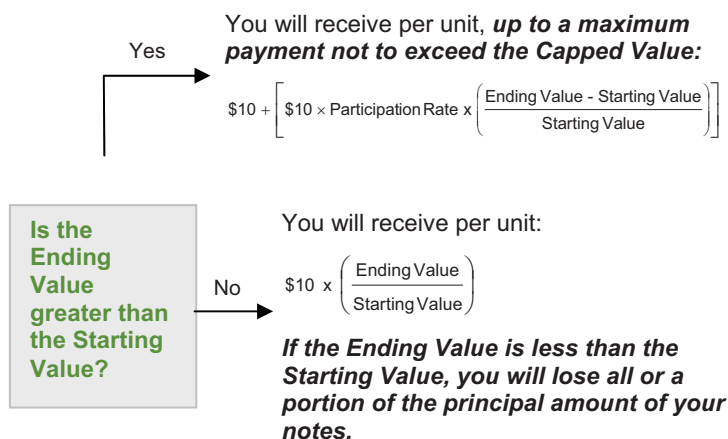 You will receive per unit, up to a maximum
Yes
payment not to exceed the Capped Value:
$10 + [ $10 × Participation Rate x ( Ending Value - Starting Value
Starting Value ) ]
Is the
Ending
Value
greater than
the Starting
Value?
No
You will receive per unit:
$10 x ( Ending Value
Starting Value )
If the Ending Value is less than the
Starting Value, you will lose all or a
portion of the principal amount of your
notes.